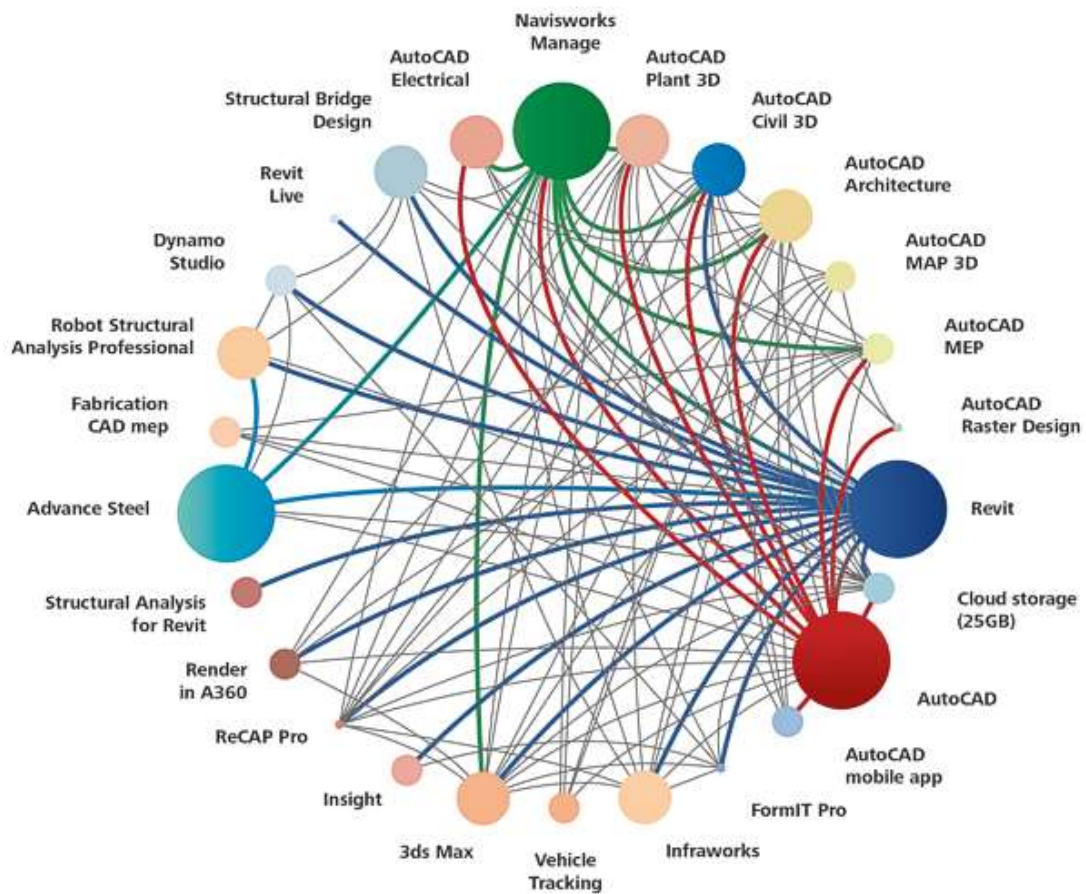 Navisworks
Manage
AutoCAD
Plant 3D
AutoCAD
Civil 3D
AutoCAD
Architecture
AutoCAD
MAP 3D
AutoCAD
MEP
AutoCAD
Raster Design
Revit
Cloud storage
(25GB)
AutoCAD
AutoCAD
mobile app
FormIT Pro
Infraworks
Vehicle
Tracking
3ds Max
Insight
ReCAP Pro
Render
in A360
Structural Analysis
for Revit
Advance Steel
Fabrication
CAD mep
Robot Structural
Analysis Professional
Dynamo
Studio
Revit
Live
Structural Bridge
Design
AutoCAD
Electrical